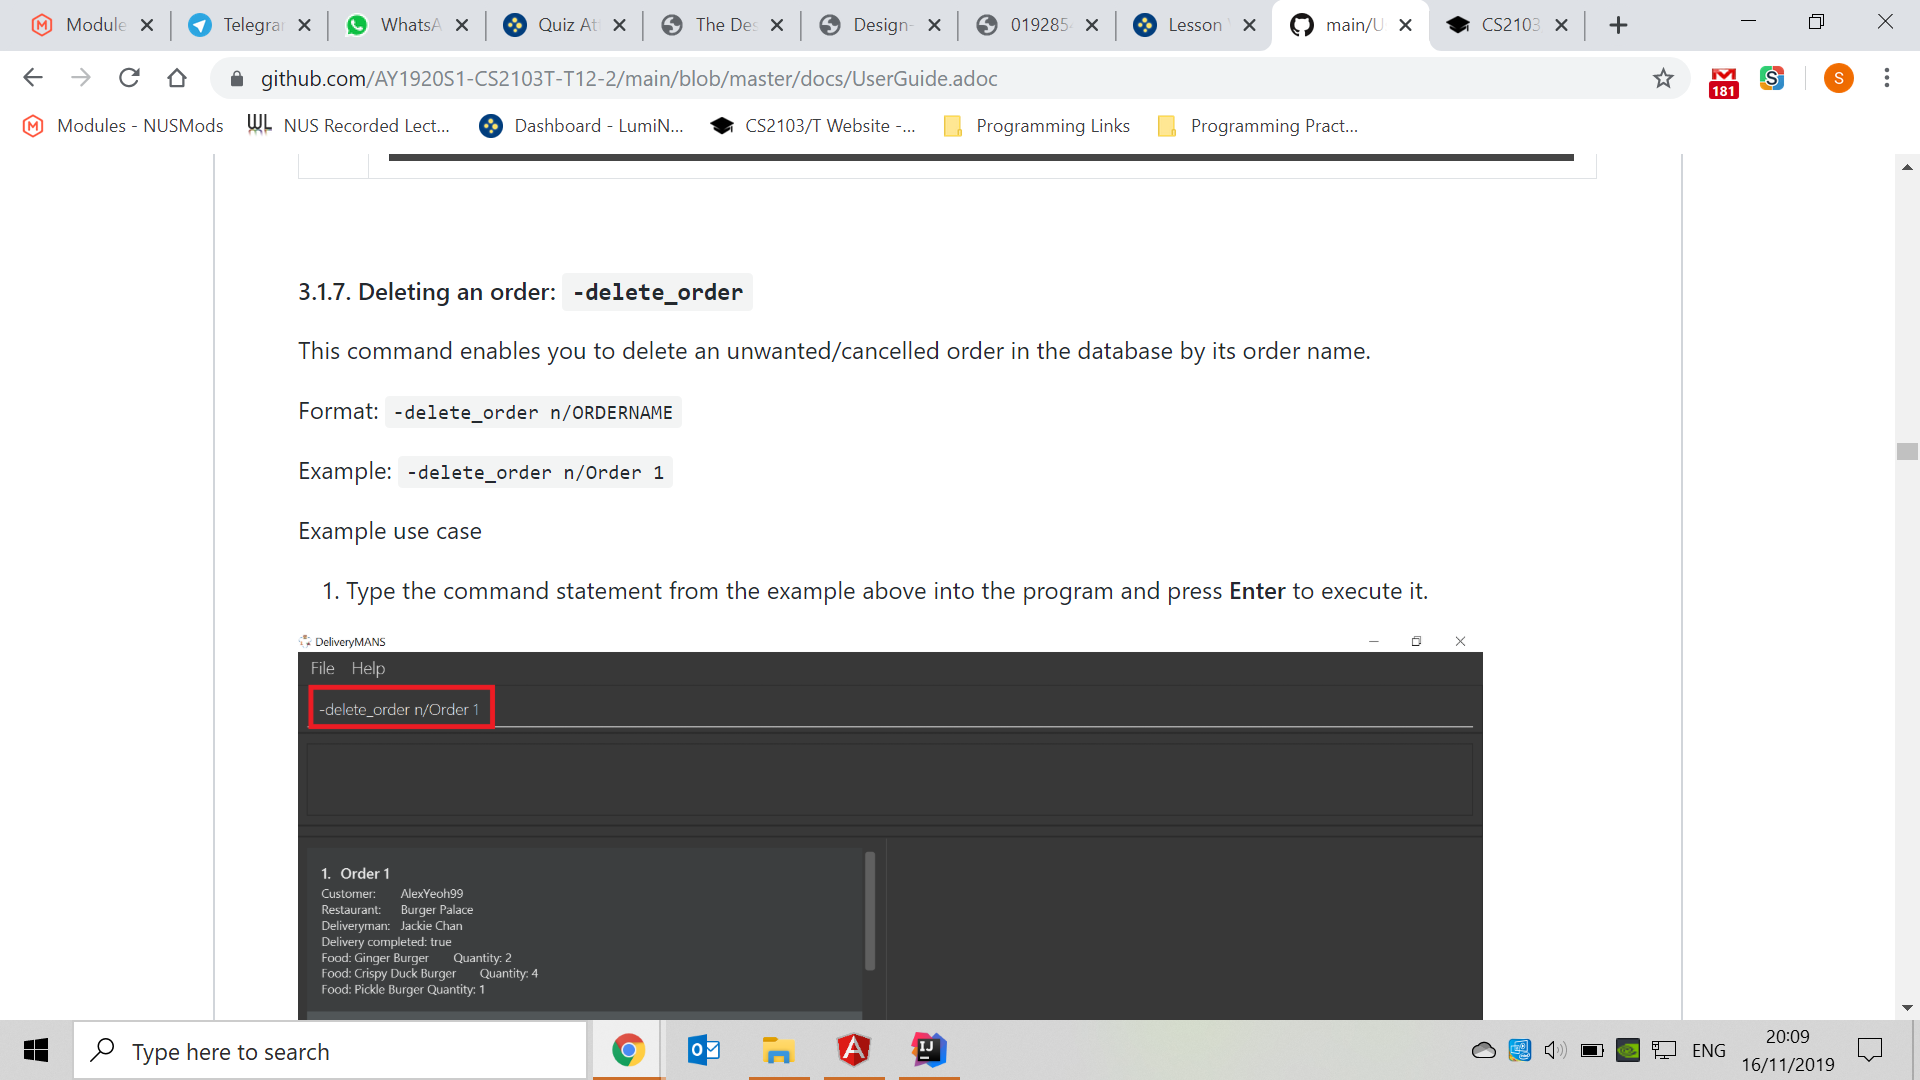 Module
Telegrar
WhatsA
Quiz At
The Des
Design-
019285
Lesson
main/U
CS2103
github.com/AY1920S1-CS2103T-T12-2/main/blob/master/docs/UserGuide.adoc
181
S
S
Modules - NUSMods
NUS Recorded Lect...
Dashboard - LumiN...
CS2103/T Website -...
Programming Links
Programming Pract...
3.1.7. Deleting an order: -delete_order
This command enables you to delete an unwanted/cancelled order in the database by its order name.
Format: -delete_order n/ORDERNAME
Example: -delete_order n/Order 1
Example use case
1. Type the command statement from the example above into the program and press Enter to execute it.
DeliveryMANS
File Help
-delete_order n/Order 1
1. Order 1
Customer: AlexYeoh99
Restaurant: Burger Palace
Deliveryman: Jackie Chan
Delivery completed: true
Food: Ginger Burger Quantity: 2
Food: Crispy Duck Burger Quantity: 4
Food: Pickle Burger Quantity: 1
Type here to search
ENG
20:09
16/11/2019